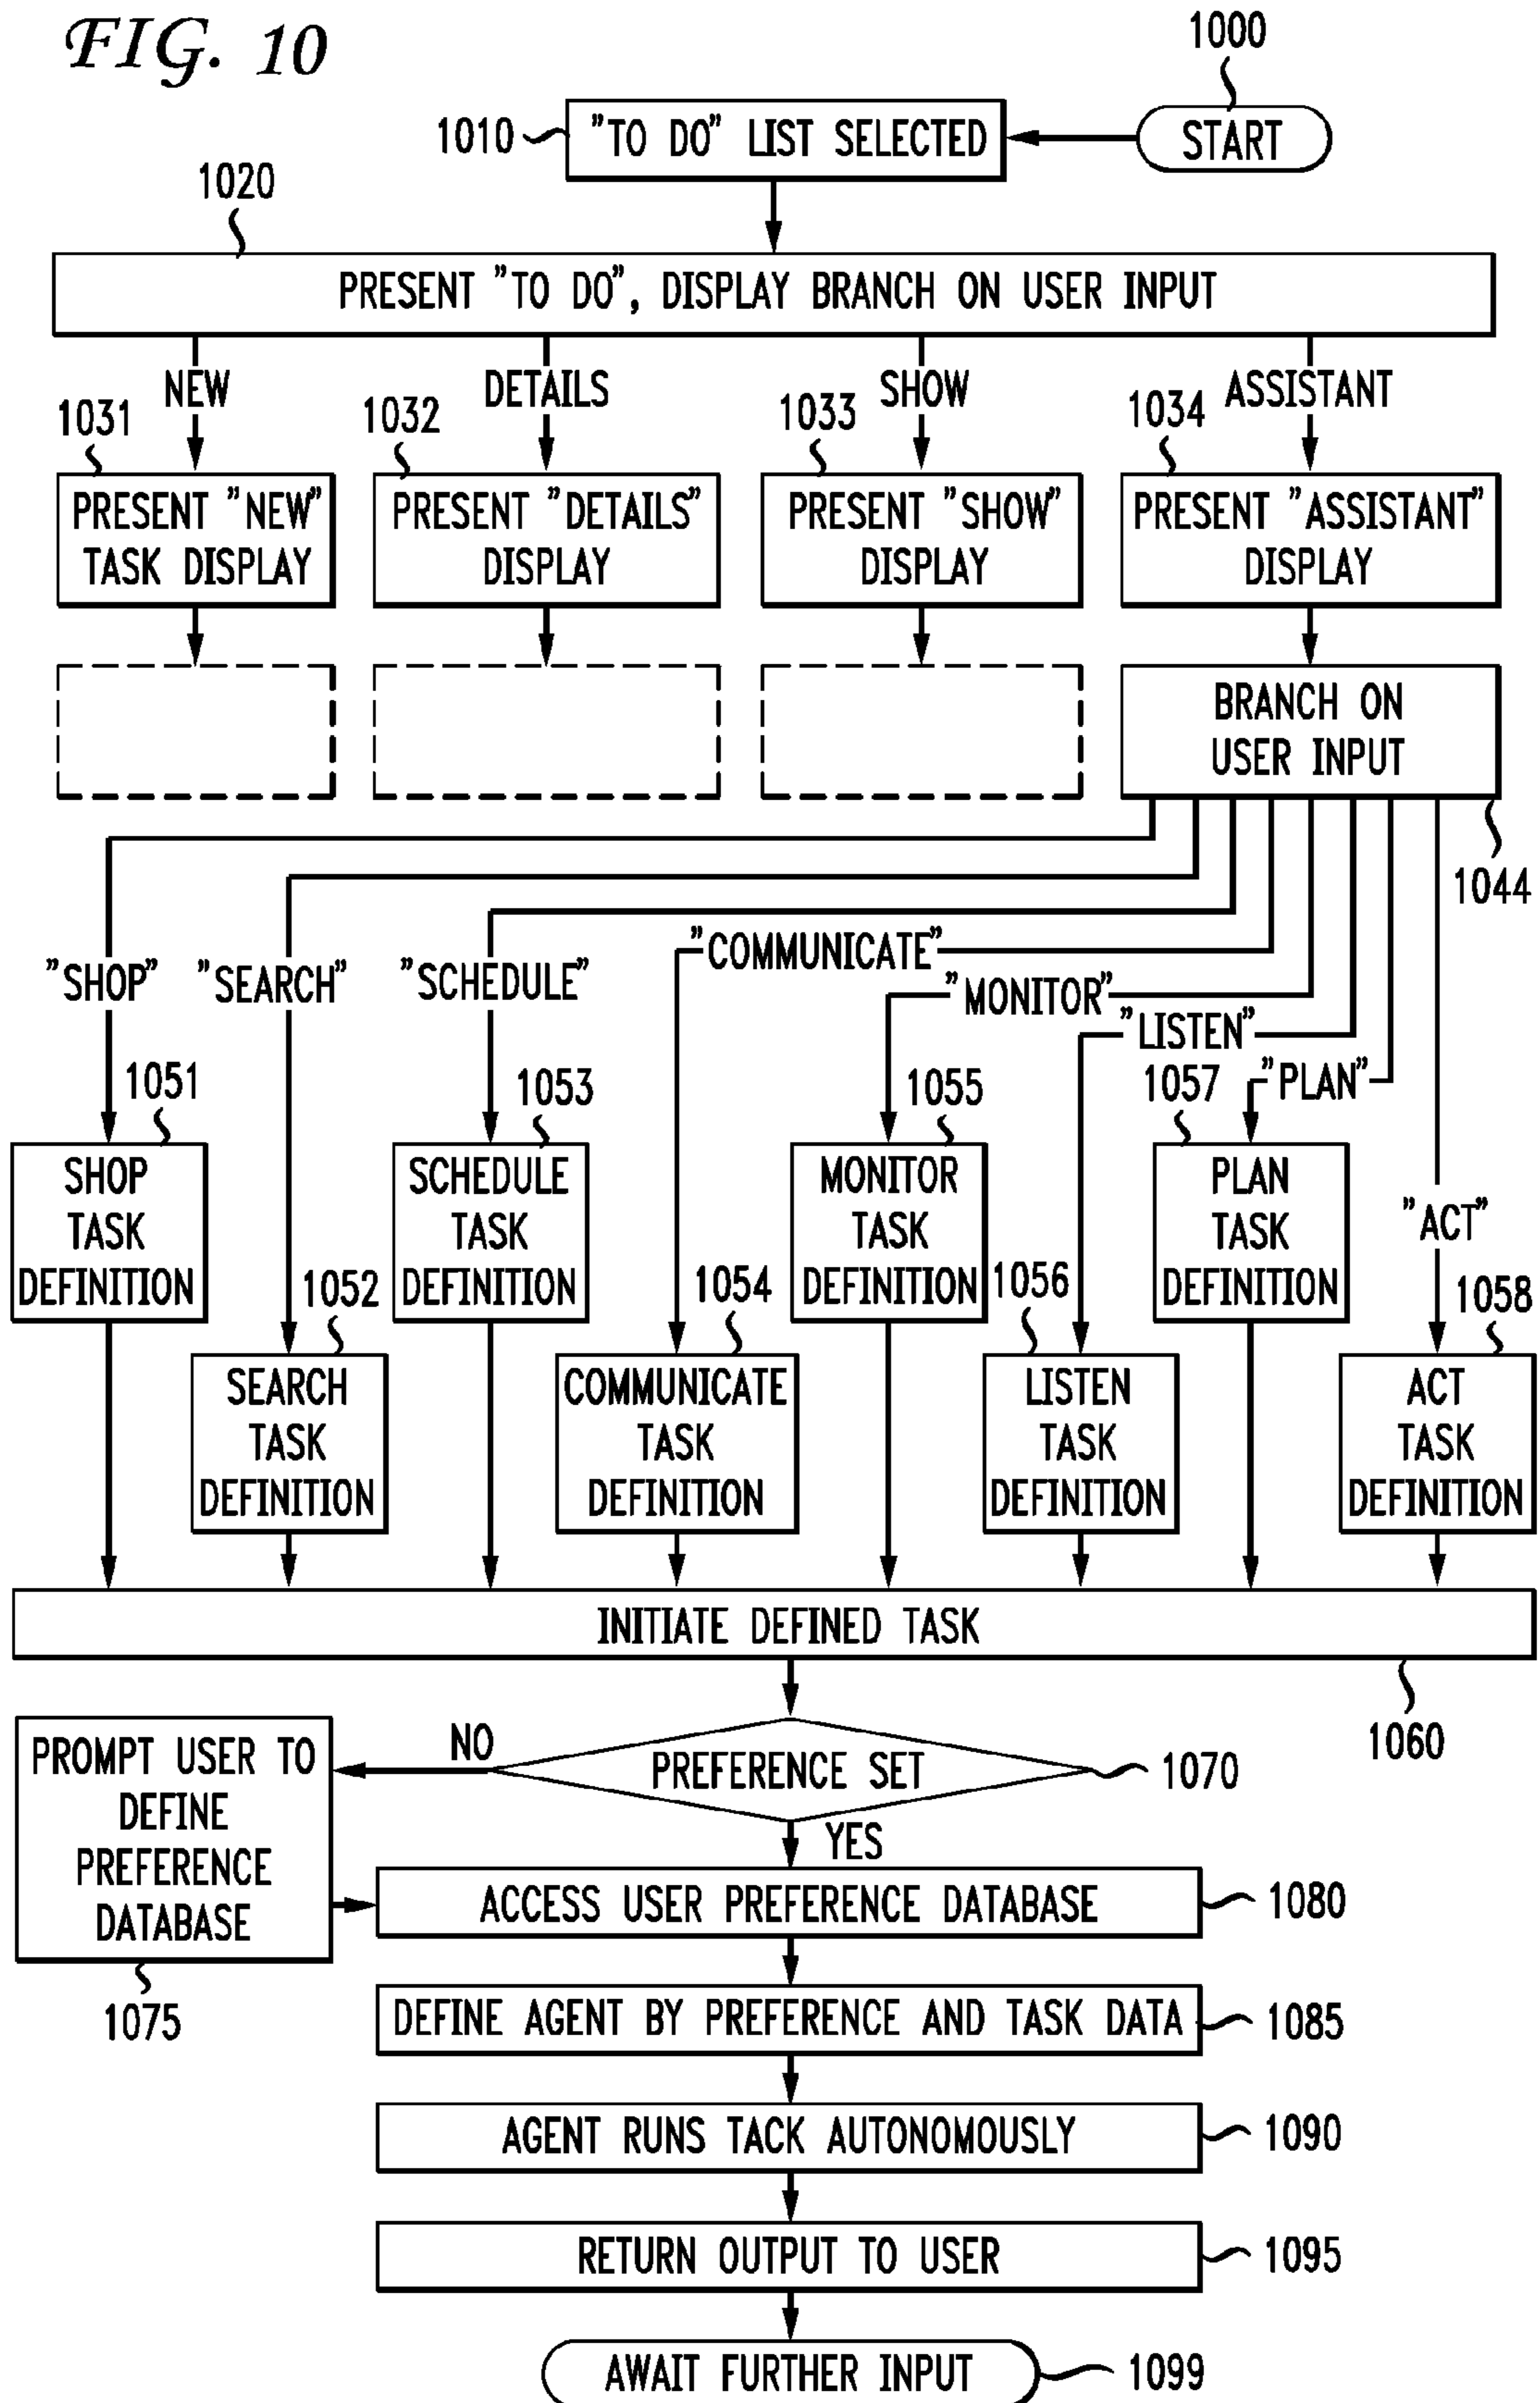 FIG. 10
1000
1010
"TO DO" LIST SELECTED
START
1020
PRESENT "TO DO", DISPLAY BRANCH ON USER INPUT
NEW
DETAILS
SHOW
ASSISTANT
1031
1032
1033
1034
PRESENT "NEW"
TASK DISPLAY
PRESENT "DETAILS"
DISPLAY
PRESENT "SHOW"
DISPLAY
PRESENT "ASSISTANT"
DISPLAY
BRANCH ON
USER INPUT
1044
"SHOP"
"SEARCH"
"SCHEDULE"
"COMMUNICATE"
"MONITOR"
"LISTEN"
"PLAN"
"ACT"
1051
SHOP
TASK
DEFINITION
1052
SEARCH
TASK
DEFINITION
1053
SCHEDULE
TASK
DEFINITION
1054
COMMUNICATE
TASK
DEFINITION
1055
MONITOR
TASK
DEFINITION
1056
LISTEN
TASK
DEFINITION
1057
PLAN
TASK
DEFINITION
1058
ACT
TASK
DEFINITION
INITIATE DEFINED TASK
1060
PREFERENCE SET
1070
NO
YES
PROMPT USER TO
DEFINE
PREFERENCE
DATABASE
1075
ACCESS USER PREFERENCE DATABASE
1080
DEFINE AGENT BY PREFERENCE AND TASK DATA
1085
AGENT RUNS TACK AUTONOMOUSLY
1090
RETURN OUTPUT TO USER
1095
AWAIT FURTHER INPUT
1099